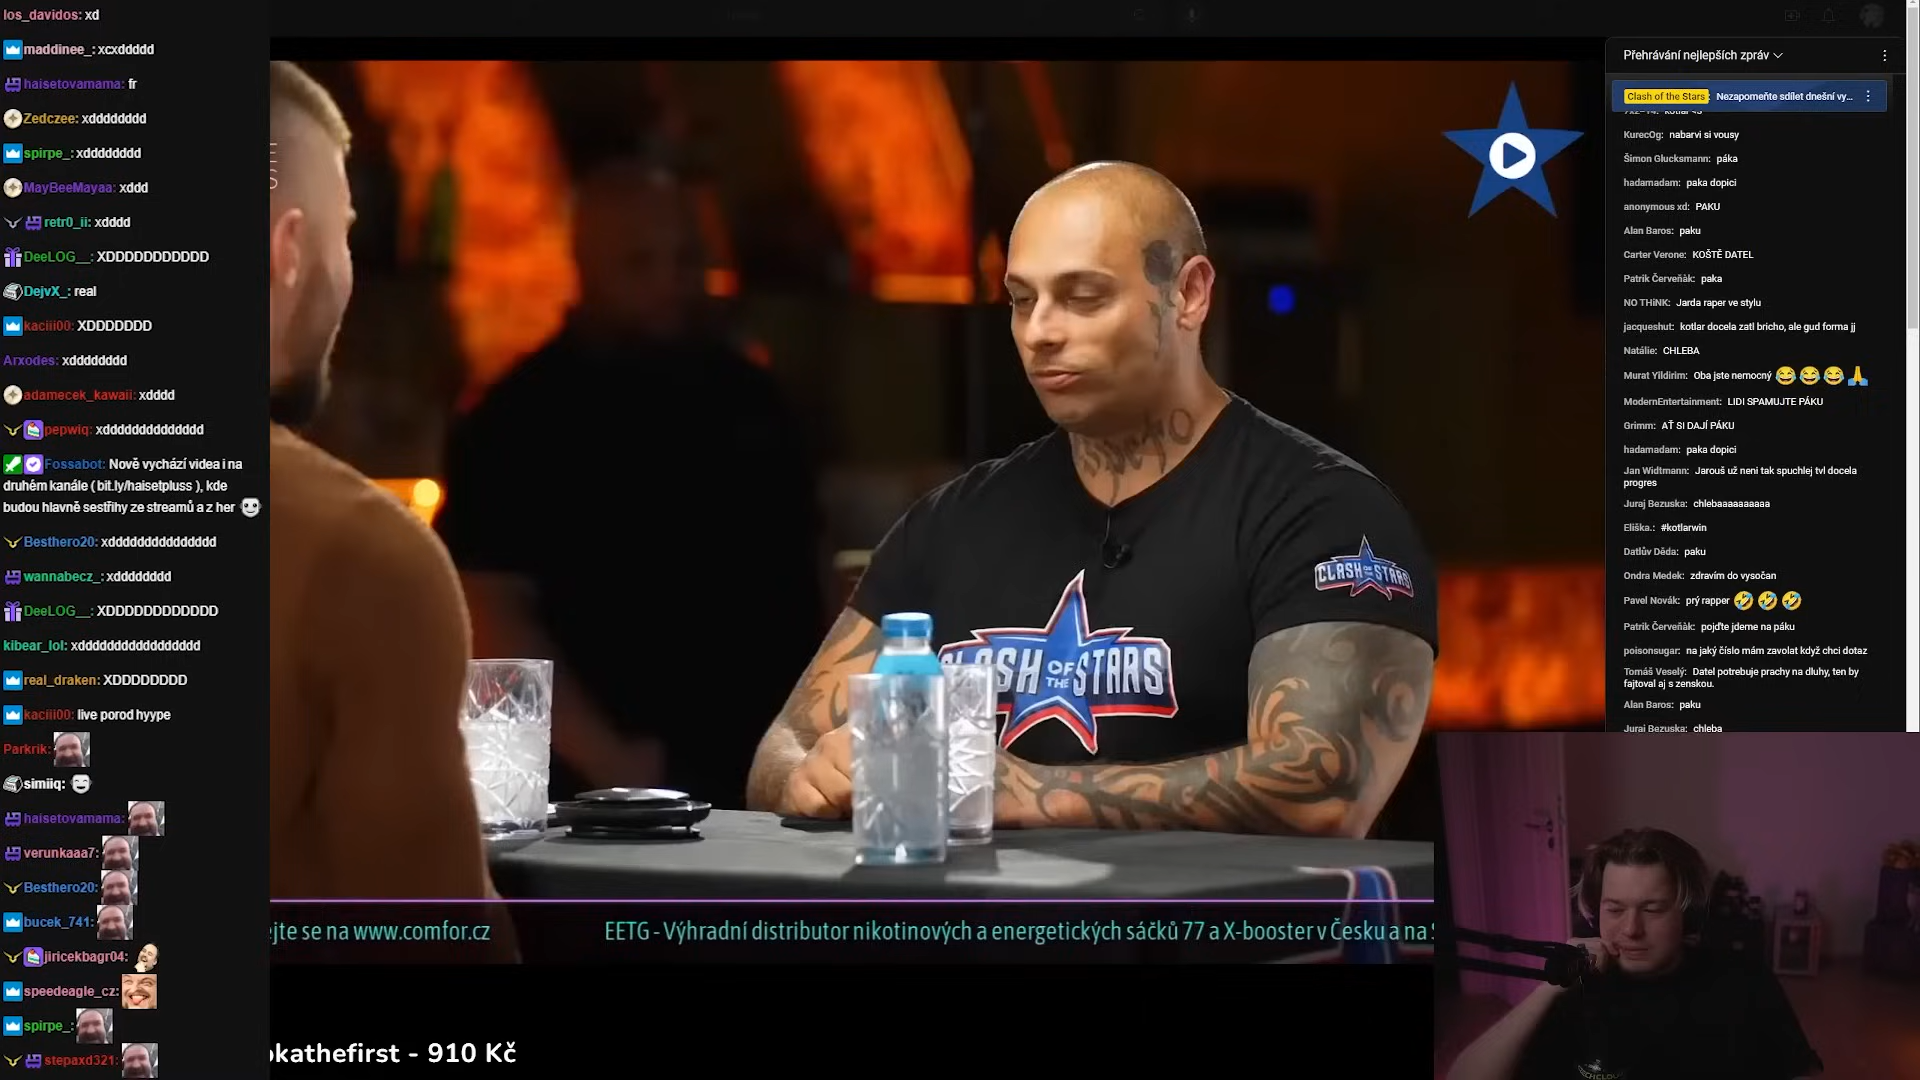 los_davidos: xd
maddinee_: xcxddddd
haisetovamama: fr
Zedczee: xdddddddd
spirpe_: xdddddddd
MayBeeMayaa: xddd
retr0_ii: xdddd
DeeLOG__: XDDDDDDDDDDD
DejvX_: real
kaciii00: XDDDDDDD
Arxodes: xdddddddd
adamecek_kawaii: xdddd
pepwiq: xdddddddddddddd
Fossabot: Nově vychází videa i na
druhém kanále ( bit.ly/haisetpluss ), kde
budou hlavně sestřihy ze streamů a z her
Besthero20: xddddddddddddddd
wannabecz_: xdddddddd
DeeLOG__: XDDDDDDDDDDDD
kibear_lol: xddddddddddddddddd
real_draken: XDDDDDDDD
kaciii00: live porod hyype
Parkrik:
simiiq:
haisetovamama:
verunkaaa7:
Besthero20:
bucek_741:
jiricekbagr04:
speedeagle_cz:
spirpe_:
stepaxd321:
CLASH OF THE STARS
SH OF THE STARS
ejte se na www.comfor.cz
EETG - Výhradní distributor nikotinových a energetických sáčků 77 a X-booster v Česku a na S
okathefirst - 910 Kč
Přehrávání nejlepších zpráv
Clash of the Stars Nezapomeňte sdílet dnešní vy...
KurecOg: nabarvi si vousy
Šimon Glucksmann: páka
hadamadam: paka dopici
anonymous xd: PAKU
Alan Baros: paku
Carter Verone: KOŠTĚ DATEL
Patrik Červeňák: paka
NO THiNK: Jarda raper ve stylu
jacqueshut: kotlar docela zatl bricho, ale gud forma jj
Natálie: CHLEBA
Murat Yildirim: Oba jste nemocný 😂😂😂🙏
ModernEntertainment: LIDI SPAMUJTE PÁKU
Grimm: AŤ SI DAJÍ PÁKU
hadamadam: paka dopici
Jan Widtmann: Jarouš už neni tak spuchlej tvl docela
progres
Juraj Bezuska: chlebaaaaaaaaaa
Eliška.: #kotlarwin
Datlův Děda: paku
Ondra Medek: zdravím do vysočan
Pavel Novák: prý rapper 🤣🤣🤣
Patrik Červeňák: pojďte jdeme na páku
poisonsugar: na jaký číslo mám zavolat když chci dotaz
Tomáš Veselý: Datel potrebuje prachy na dluhy, ten by
fajtoval aj s zenskou.
Alan Baros: paku
Juraj Bezuska: chleba